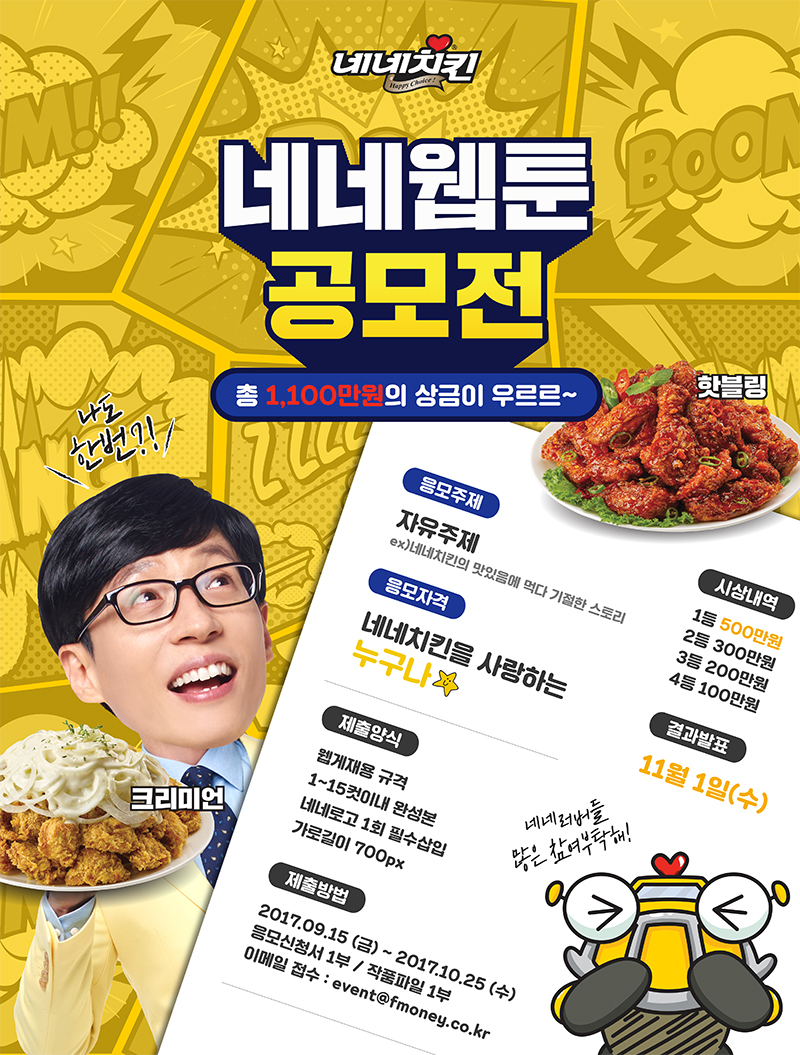 네네치킨
Happy Choice!
네네웹툰
공모전
총 1,100만원의 상금이 우르르~
핫블링
나도
한번?!
BOOM
응모주제
자유주제
ex)네네치킨의 맛있음에 먹다 기절한 스토리
응모자격
네네치킨을 사랑하는
누구나
시상내역
1등 500만원
2등 300만원
3등 200만원
4등 100만원
결과발표
11월 1일(수)
제출양식
웹게재용 규격
1~15컷이내 완성본
네네로고 1회 필수삽입
가로길이 700px
크리미언
네네러버들
많은 참여부탁해!
제출방법
2017.09.15 (금) ~ 2017.10.25 (수)
응모신청서 1부 / 작품파일 1부
이메일 접수 : event@fmoney.co.kr